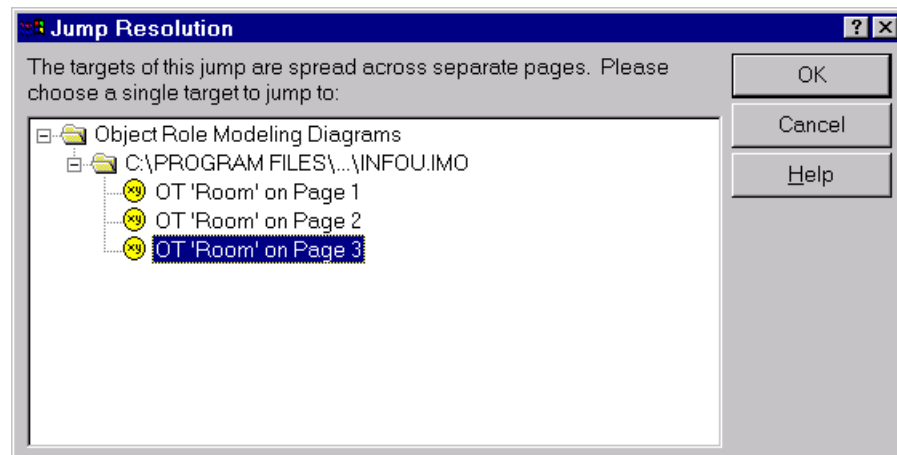 Jump Resolution
The targets of this jump are spread across separate pages. Please
choose a single target to jump to:
OK
Cancel
Help
Object Role Modeling Diagrams
C:\PROGRAM FILES\...\INFOU.IMO
OT 'Room' on Page 1
OT 'Room' on Page 2
OT 'Room' on Page 3